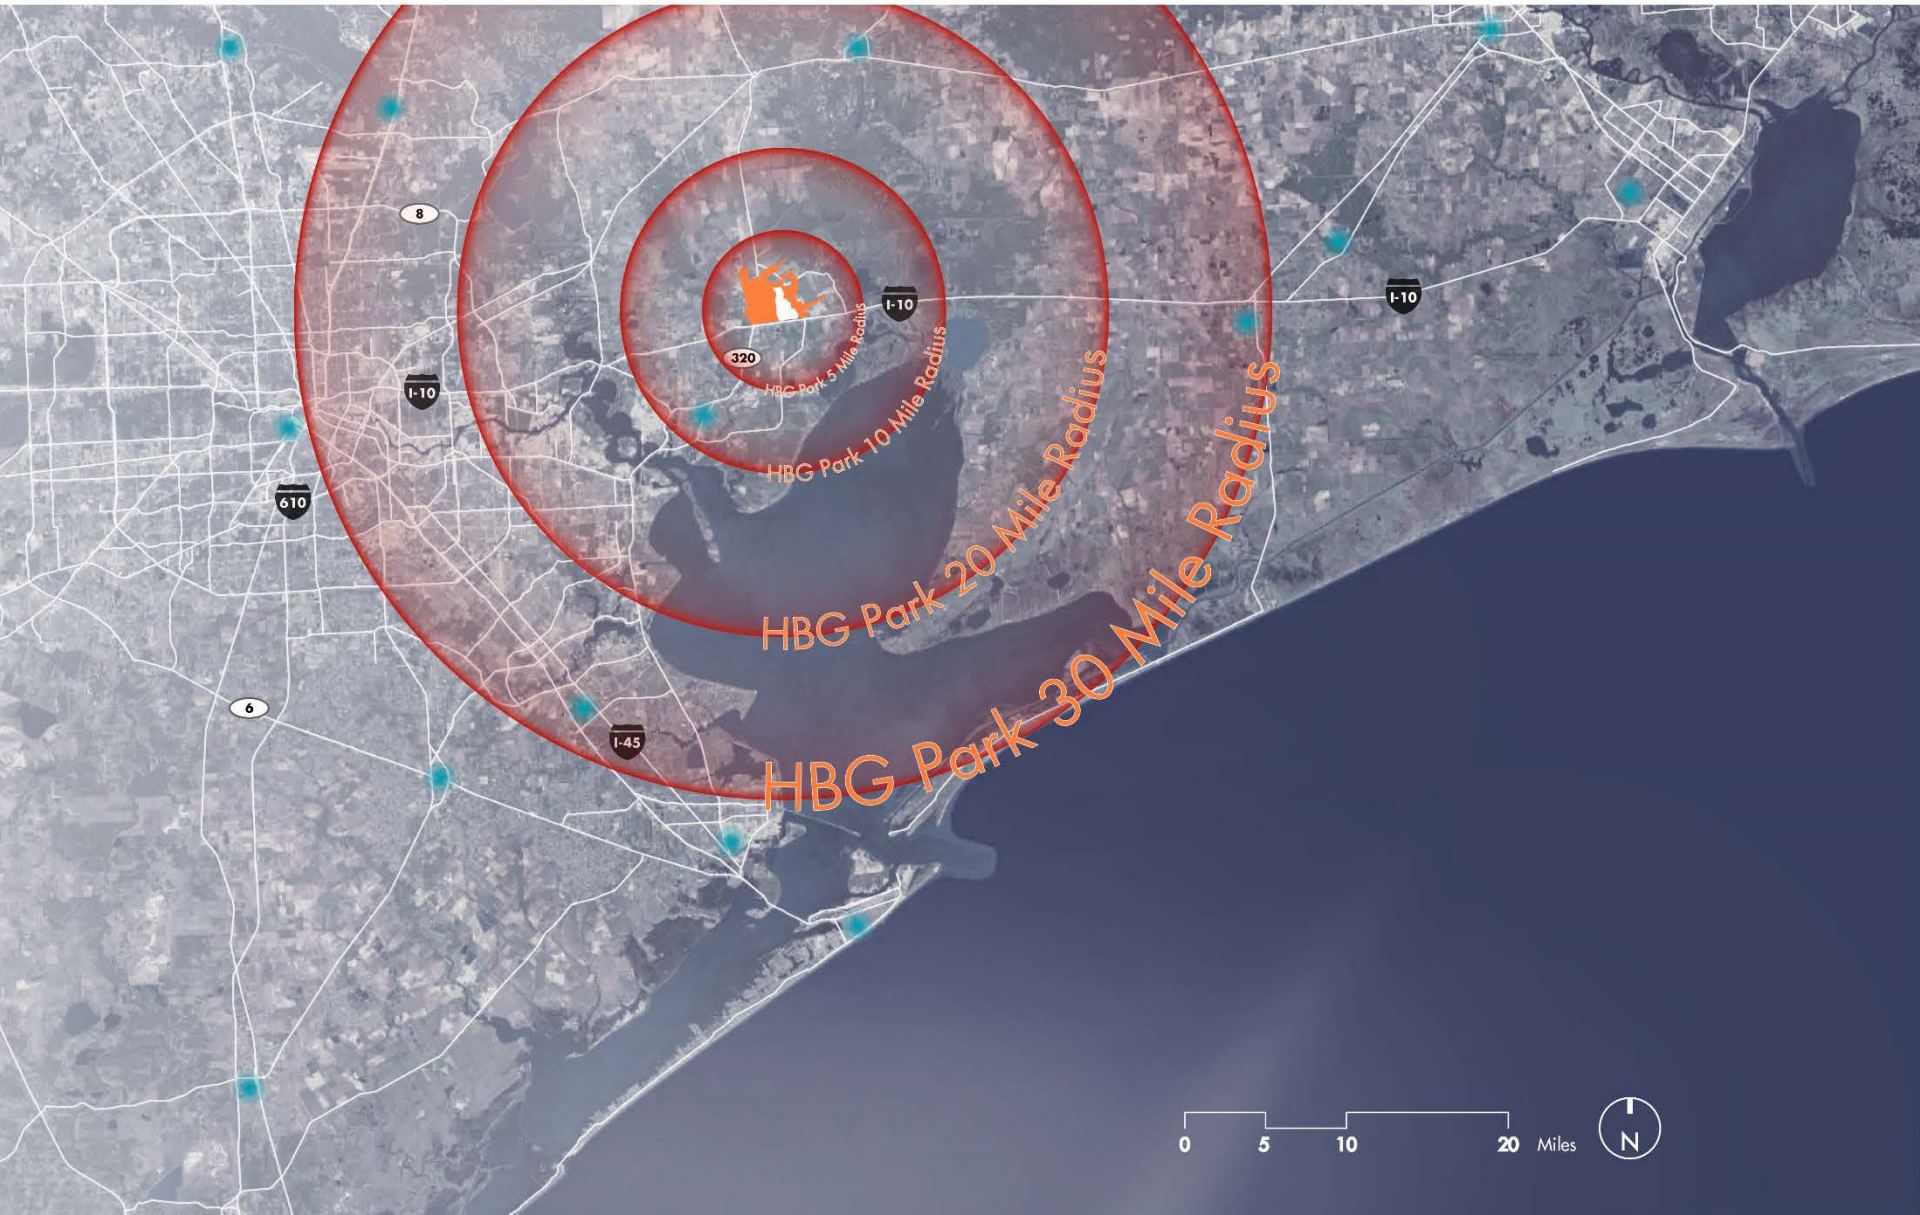 8
I-10
I-10
320
HBG Park 5 Mile Radius
I-10
HBG Park 10 Mile Radius
610
HBG Park 20 Mile Radius
6
I-45
HBG Park 30 Mile Radius
0 5 10 20 Miles
N